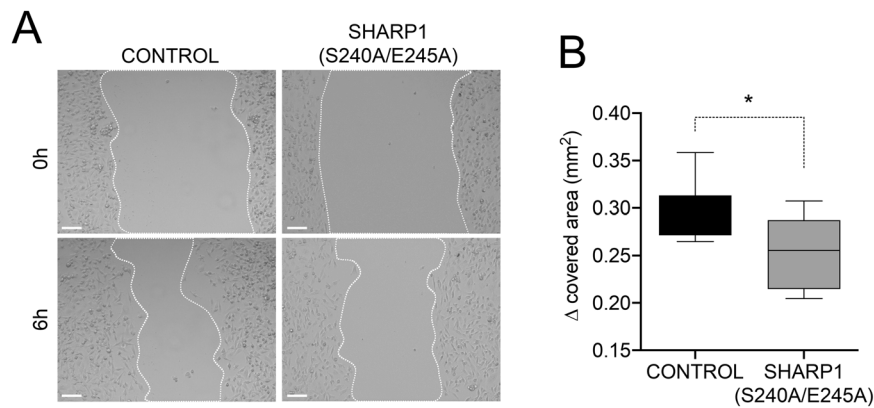 A
CONTROL
SHARP1
(S240A/E245A)
0h
6h
B
*
Δ covered area (mm²)
0.40
0.35
0.30
0.25
0.20
0.15
CONTROL
SHARP1
(S240A/E245A)